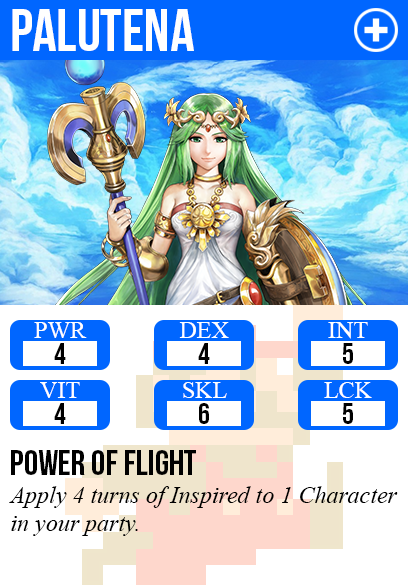 PALUTENA
PWR DEX INT
4 4 5
VIT SKL LCK
4 6 5
POWER OF FLIGHT
Apply 4 turns of Inspired to 1 Character
in your party.